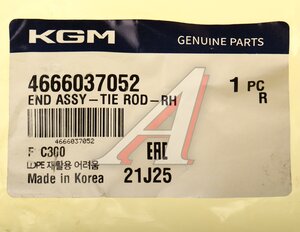 KGM
GENUINE PARTS
4666037052
1 PC
END ASSY-TIE ROD-RH
R
4666037052
F C300
EAC
LDPE 재활용 어려움
Made in Korea
21J25